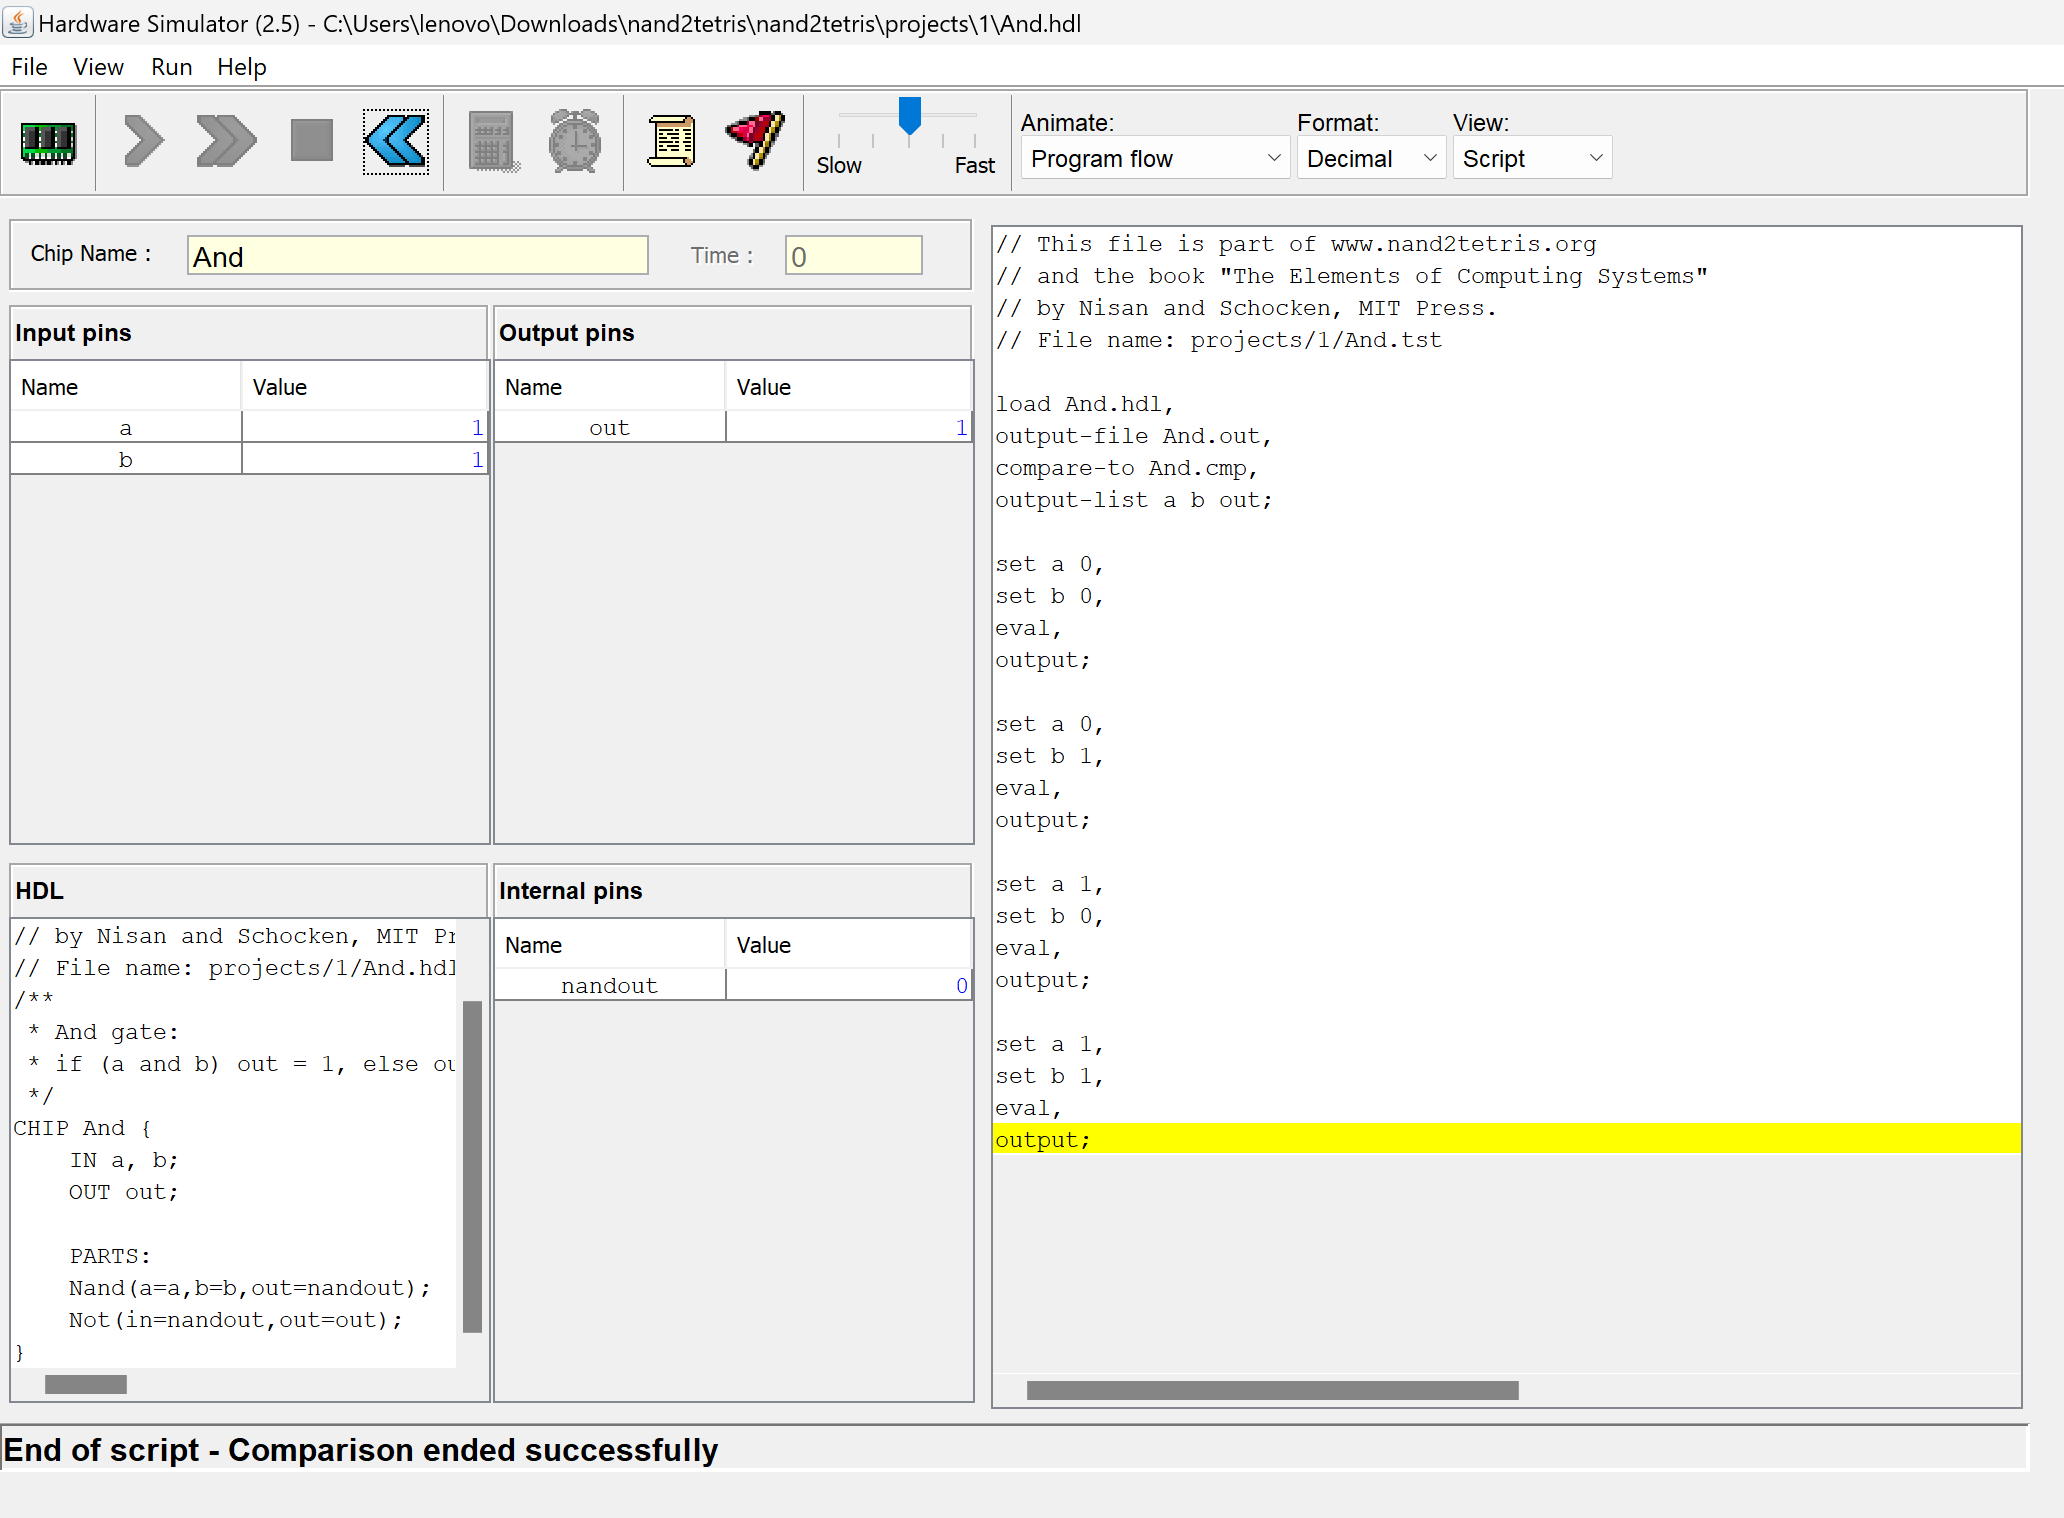 Hardware Simulator (2.5) - C:\Users\lenovo\Downloads\nand2tetris\nand2tetris\projects\1\And.hdl
File View Run Help
Slow Fast
Animate: Format: View:
Program flow Decimal Script
Chip Name : And Time : 0
Input pins
Name Value
a 1
b 1
Output pins
Name Value
out 1
HDL
// by Nisan and Schocken, MIT Pr
// File name: projects/1/And.hdl
/**
 * And gate:
 * if (a and b) out = 1, else ou
 */
CHIP And {
    IN a, b;
    OUT out;
    PARTS:
    Nand(a=a,b=b,out=nandout);
    Not(in=nandout,out=out);
}
Internal pins
Name Value
nandout 0
// This file is part of www.nand2tetris.org
// and the book "The Elements of Computing Systems"
// by Nisan and Schocken, MIT Press.
// File name: projects/1/And.tst
load And.hdl,
output-file And.out,
compare-to And.cmp,
output-list a b out;
set a 0,
set b 0,
eval,
output;
set a 0,
set b 1,
eval,
output;
set a 1,
set b 0,
eval,
output;
set a 1,
set b 1,
eval,
output;
End of script - Comparison ended successfully